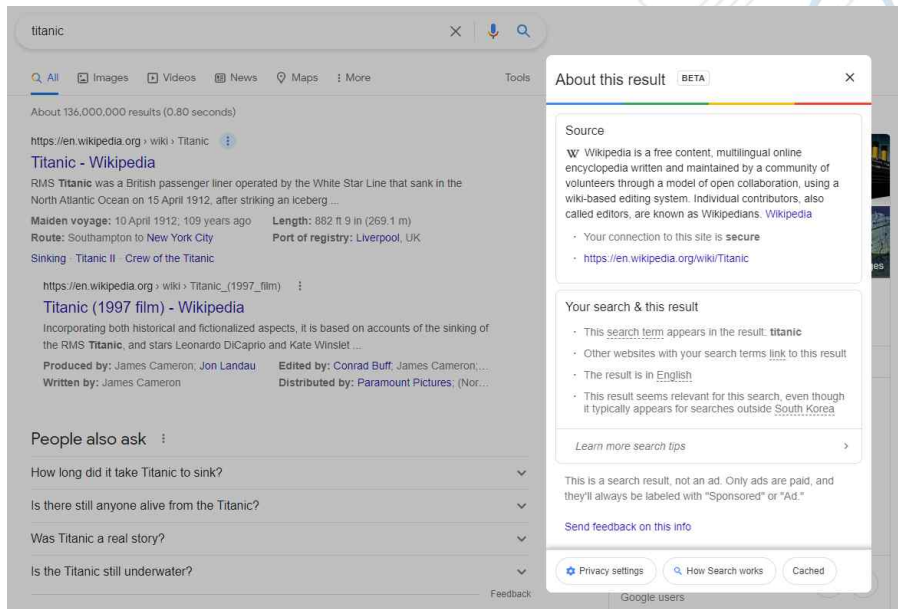 titanic
All Images Videos News Maps More Tools
About 136,000,000 results (0.80 seconds)
https://en.wikipedia.org › wiki › Titanic
Titanic - Wikipedia
RMS Titanic was a British passenger liner operated by the White Star Line that sank in the
North Atlantic Ocean on 15 April 1912, after striking an iceberg ...
Maiden voyage: 10 April 1912; 109 years ago Length: 882 ft 9 in (269.1 m)
Route: Southampton to New York City Port of registry: Liverpool, UK
Sinking · Titanic II · Crew of the Titanic
https://en.wikipedia.org › wiki › Titanic_(1997_film)
Titanic (1997 film) - Wikipedia
Incorporating both historical and fictionalized aspects, it is based on accounts of the sinking of
the RMS Titanic, and stars Leonardo DiCaprio and Kate Winslet ...
Produced by: James Cameron; Jon Landau Edited by: Conrad Buff; James Cameron;...
Written by: James Cameron Distributed by: Paramount Pictures; (Nor...
People also ask
How long did it take Titanic to sink?
Is there still anyone alive from the Titanic?
Was Titanic a real story?
Is the Titanic still underwater?
Feedback
About this result BETA
Source
W Wikipedia is a free content, multilingual online
encyclopedia written and maintained by a community of
volunteers through a model of open collaboration, using a
wiki-based editing system. Individual contributors, also
called editors, are known as Wikipedians. Wikipedia
· Your connection to this site is secure
· https://en.wikipedia.org/wiki/Titanic
Your search & this result
· This search term appears in the result: titanic
· Other websites with your search terms link to this result
· The result is in English
· This result seems relevant for this search, even though
it typically appears for searches outside South Korea
Learn more search tips
This is a search result, not an ad. Only ads are paid, and
they'll always be labeled with "Sponsored" or "Ad."
Send feedback on this info
Privacy settings How Search works Cached
Google users